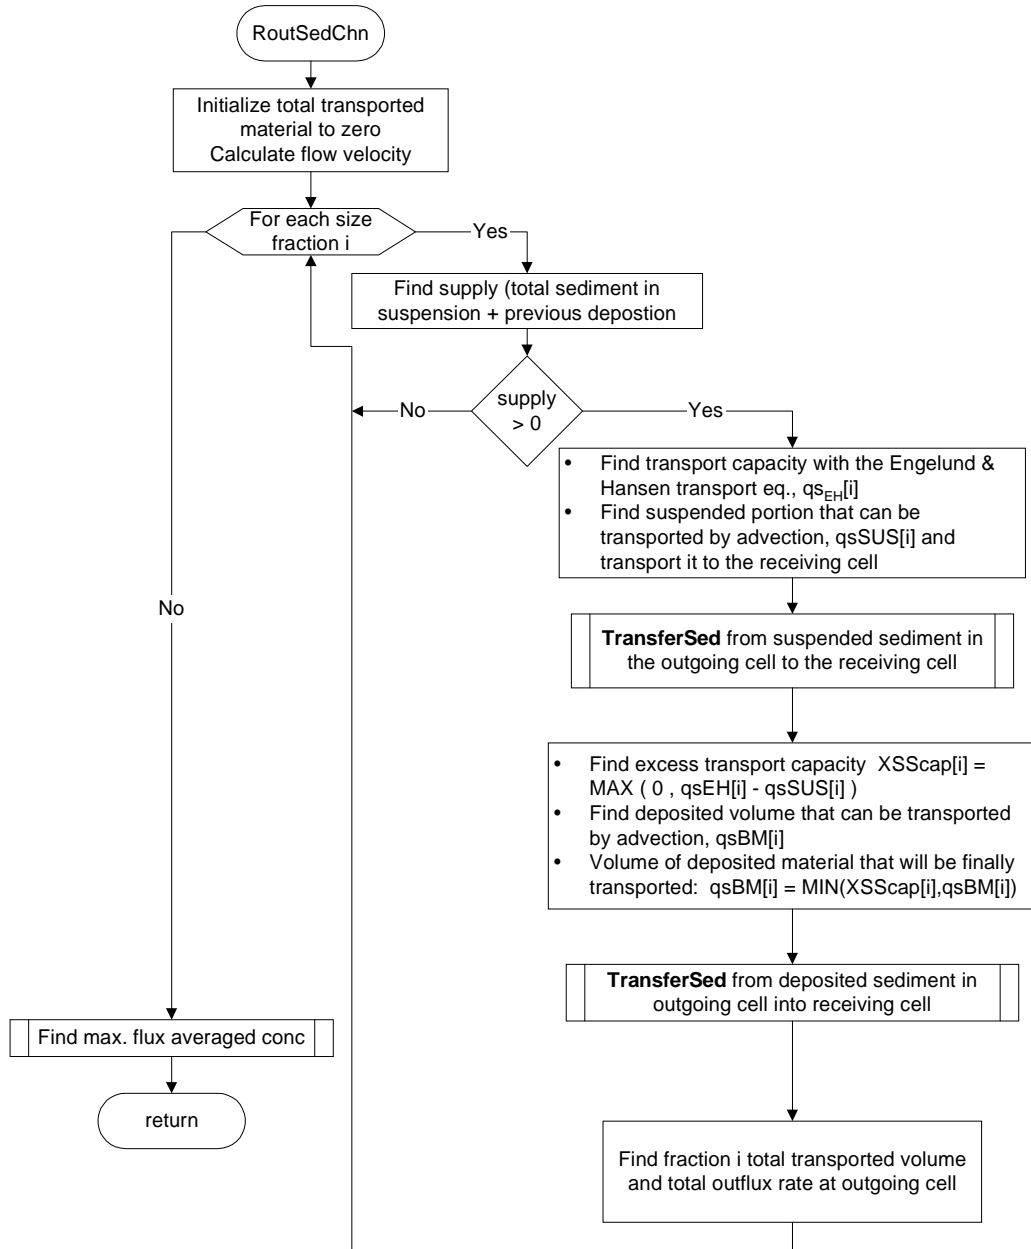 RoutSedChn
Initialize total transported
material to zero
Calculate flow velocity
For each size
fraction i
Yes
Find supply (total sediment in
suspension + previous depostion
supply
> 0
No
Yes
• Find transport capacity with the Engelund &
Hansen transport eq., qsEH[i]
• Find suspended portion that can be
transported by advection, qsSUS[i] and
transport it to the receiving cell
No
TransferSed from suspended sediment in
the outgoing cell to the receiving cell
• Find excess transport capacity XSScap[i] =
MAX ( 0 , qsEH[i] - qsSUS[i] )
• Find deposited volume that can be transported
by advection, qsBM[i]
• Volume of deposited material that will be finally
transported: qsBM[i] = MIN(XSScap[i],qsBM[i])
TransferSed from deposited sediment in
outgoing cell into receiving cell
Find max. flux averaged conc
return
Find fraction i total transported volume
and total outflux rate at outgoing cell